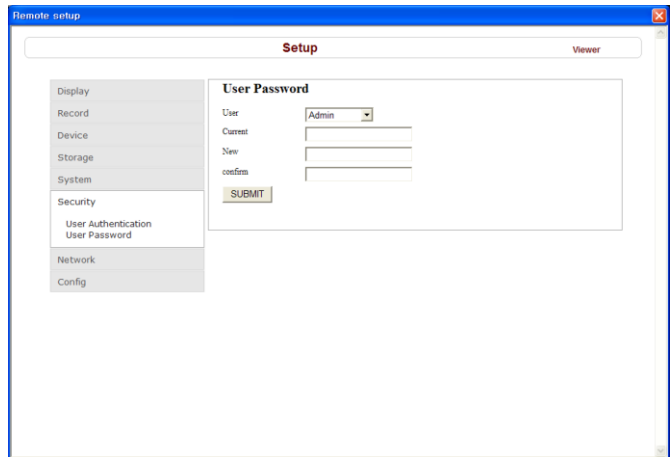 Remote setup
Setup
Viewer
Display
Record
Device
Storage
System
Security
User Authentication
User Password
Network
Config
User Password
User
Admin
Current
New
confirm
SUBMIT